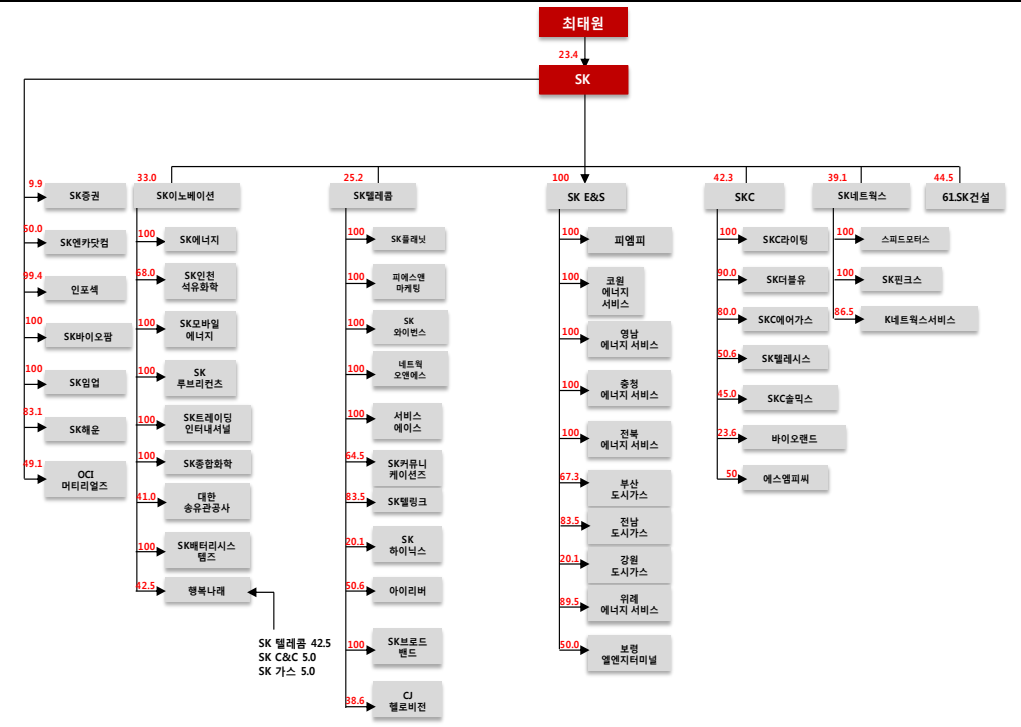 최태원
23.4
SK
9.9
SK증권
60.0
SK엔카닷컴
99.4
인포섹
100
SK바이오팜
100
SK임업
83.1
SK해운
49.1
OCI
머티리얼즈
33.0
SK이노베이션
100
SK에너지
68.0
SK인천
석유화학
100
SK모바일
에너지
100
SK
루브리컨츠
100
SK트레이딩
인터내셔널
100
SK종합화학
41.0
대한
송유관공사
100
SK배터리시스
템즈
42.5
행복나래
SK 텔레콤 42.5
SK C&C 5.0
SK 가스 5.0
25.2
SK텔레콤
100
SK플래닛
100
피에스앤
마케팅
100
SK
와이번스
100
네트웍
오앤에스
100
서비스
에이스
64.5
SK커뮤니
케이션즈
83.5
SK텔링크
20.1
SK
하이닉스
50.6
아이리버
100
SK브로드
밴드
38.6
CJ
헬로비전
100
SK E&S
100
피엠피
100
코원
에너지
서비스
100
영남
에너지 서비스
100
충청
에너지 서비스
100
전북
에너지 서비스
67.3
부산
도시가스
83.5
전남
도시가스
20.1
강원
도시가스
89.5
위례
에너지 서비스
50.0
보령
엘엔지터미널
42.3
SKC
100
SKC라이팅
90.0
SK더블유
80.0
SKC에어가스
50.6
SK텔레시스
45.0
SKC솔믹스
23.6
바이오랜드
50
에스엠피씨
39.1
SK네트웍스
100
스피드모터스
100
SK핀크스
86.5
K네트웍스서비스
44.5
61.SK건설